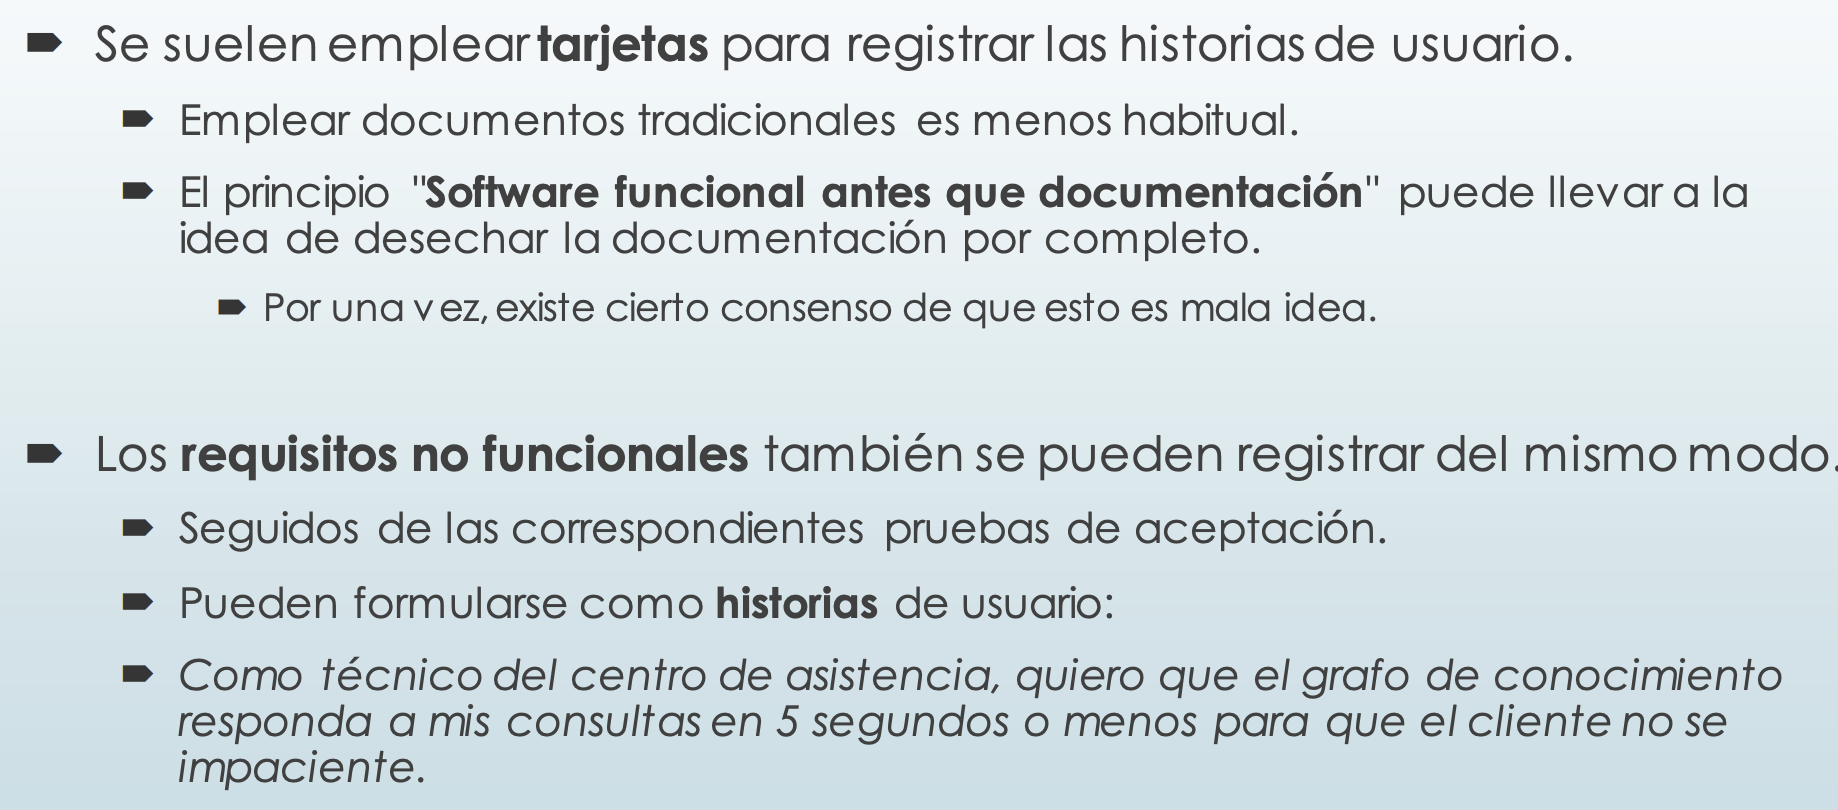 Se suelen emplear tarjetas para registrar las historias de usuario.
Emplear documentos tradicionales es menos habitual.
El principio "Software funcional antes que documentación" puede llevar a la
idea de desechar la documentación por completo.
Por una vez, existe cierto consenso de que esto es mala idea.
Los requisitos no funcionales también se pueden registrar del mismo modo.
Seguidos de las correspondientes pruebas de aceptación.
Pueden formularse como historias de usuario:
Como técnico del centro de asistencia, quiero que el grafo de conocimiento
responda a mis consultas en 5 segundos o menos para que el cliente no se
impaciente.